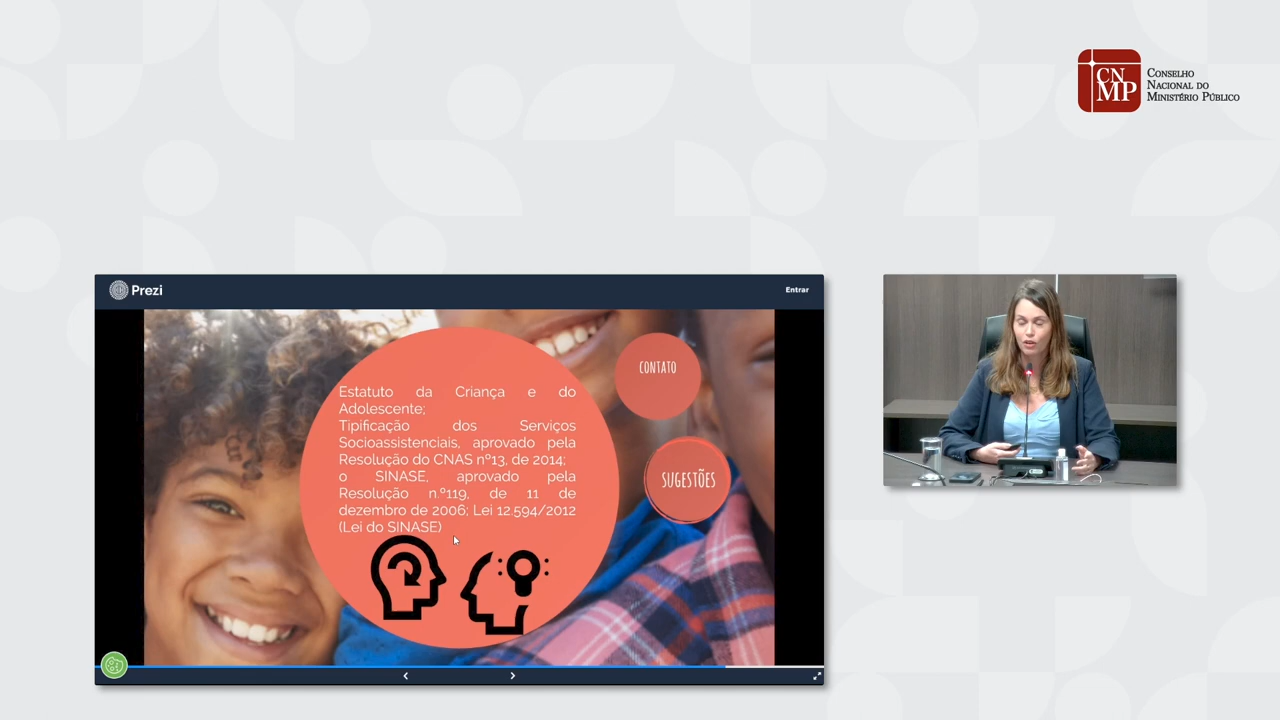 CN
MP
Conselho
Nacional do
Ministério Público
Prezi
Entrar
Estatuto da Criança e do
Adolescente;
Tipificação dos Serviços
Socioassistenciais, aprovado pela
Resolução do CNAS nº13, de 2014;
o SINASE, aprovado pela
Resolução n º119, de 11 de
dezembro de 2006; Lei 12.594/2012
(Lei do SINASE)
CONTATO
SUGESTÕES